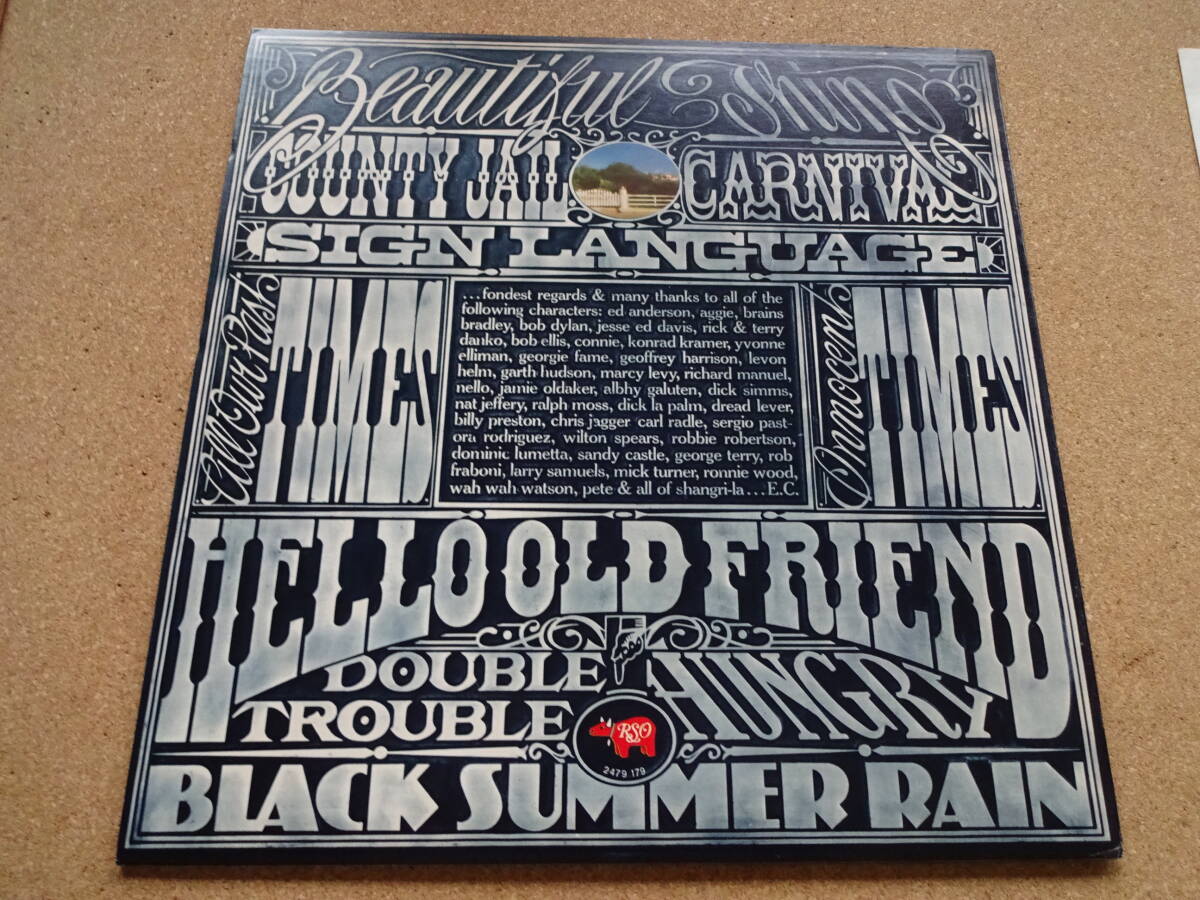 Beautiful Thing
COUNTY JAIL
CARNIVAL
SIGN LANGUAGE
All Our Past
TIMES
...fondest regards & many thanks to all of the
following characters: ed anderson, aggie, brains
bradley, bob dylan, jesse ed davis, rick & terry
danko, bob ellis, connie, konrad kramer, yvonne
elliman, georgie fame, geoffrey harrison, levon
helm, garth hudson, marcy levy, richard manuel,
nello, jamie oldaker, albhy galuten, dick simms,
nat jeffery, ralph moss, dick la palm, dread lever,
billy preston, chris jagger carl radle, sergio past-
ora rodriguez, wilton spears, robbie robertson,
dominic lumetta, sandy castle, george terry, rob
fraboni, larry samuels, mick turner, ronnie wood,
wah wah watson, pete & all of shangri-la...E.C.
Innocent
TIMES
HELLO OLD FRIEND
DOUBLE
TROUBLE
HUNGRY
RSO
2479 179
BLACK SUMMER RAIN